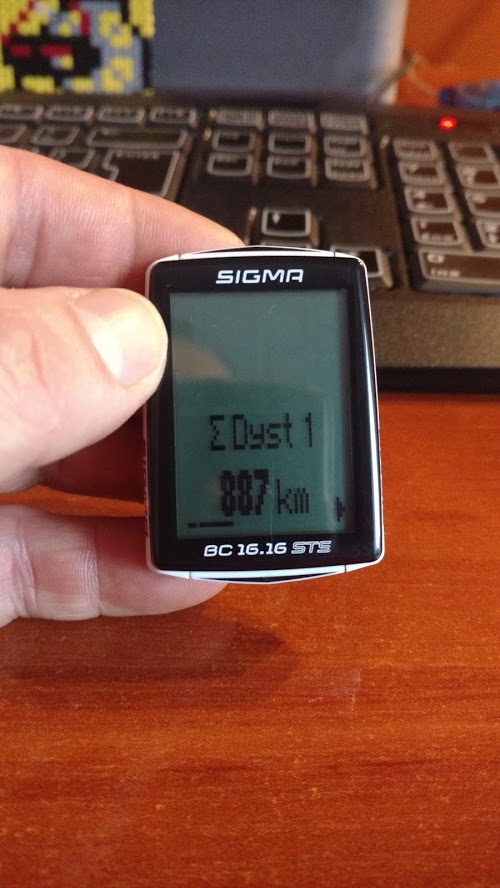 SIGMA
Σ Dyst 1
887 km
BC 16.16 STS